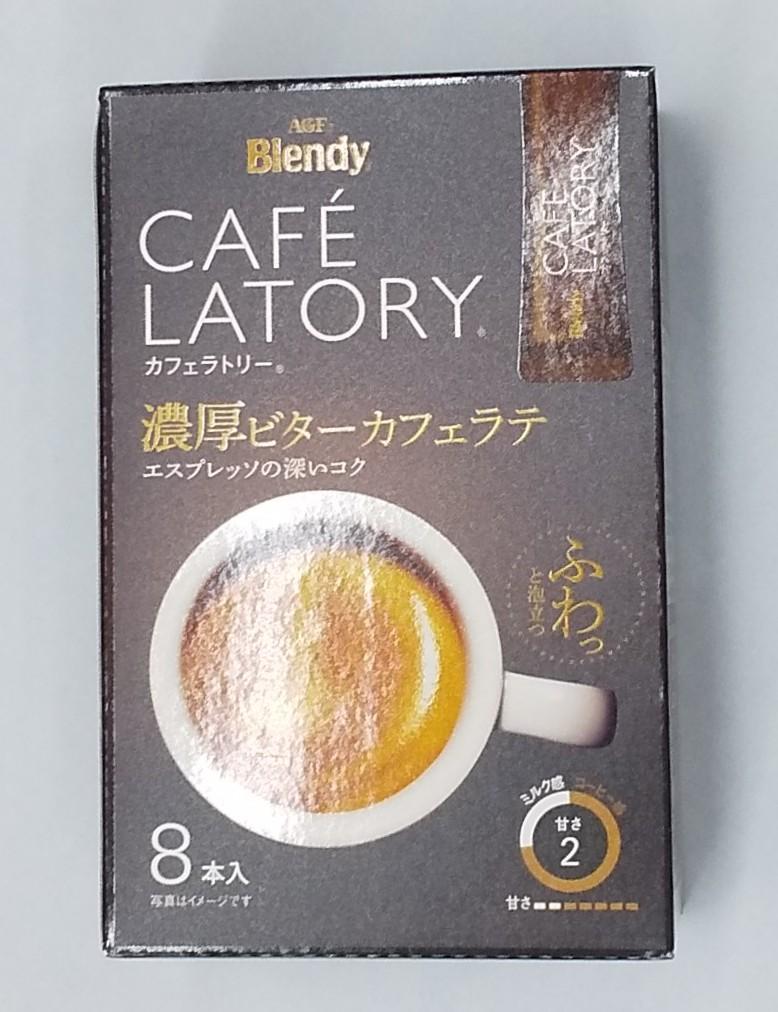 AGF
Blendy
CAFÉ
LATORY®
カフェラトリー®
濃厚ビターカフェラテ
エスプレッソの深いコク
CAFÉ
LATORY
ふわっ
と泡立つ
ミルク感
コーヒー感
甘さ
2
甘さ
8本入
写真はイメージです